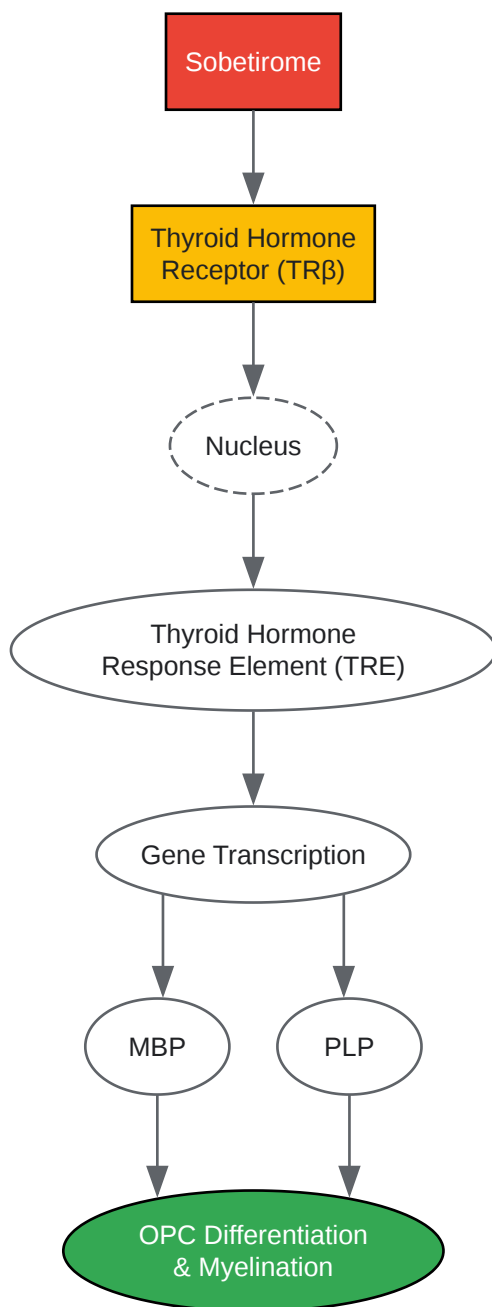 Sobetirome
Thyroid Hormone
Receptor (TRβ)
Nucleus
Thyroid Hormone
Response Element (TRE)
Gene Transcription
MBP
PLP
OPC Differentiation
& Myelination